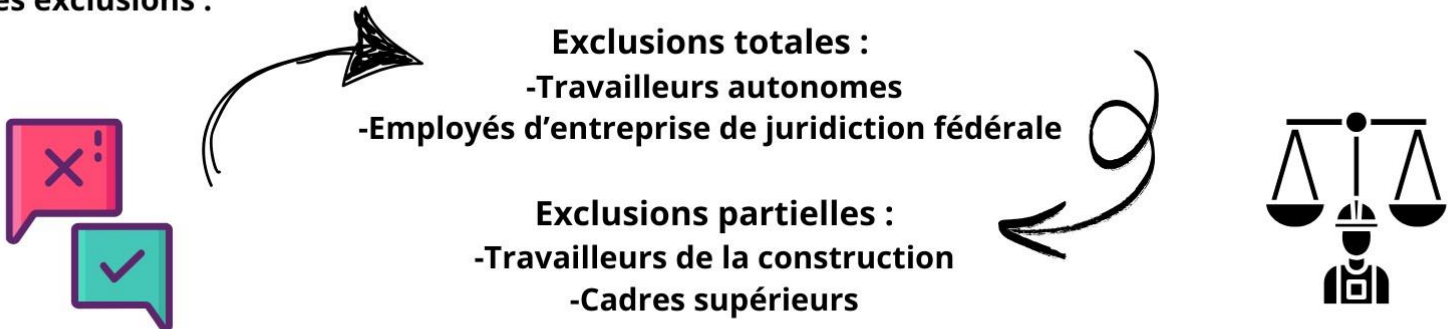 es exclusions :
Exclusions totales :
-Travailleurs autonomes
-Employés d’entreprise de juridiction fédérale
Exclusions partielles :
-Travailleurs de la construction
-Cadres supérieurs